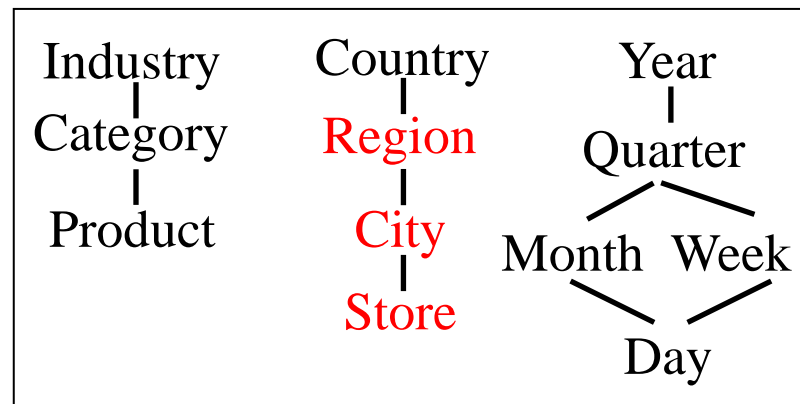 Industry
Category
Product
Country
Region
City
Store
Year
Quarter
Month Week
Day